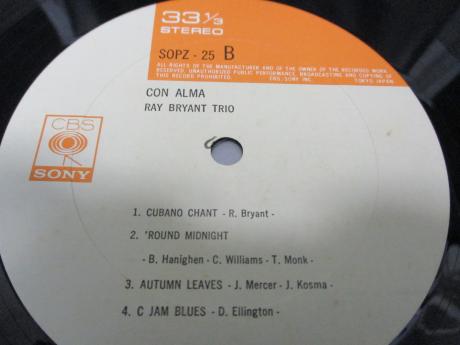 33 1/3
STEREO
SOPZ - 25 B
ALL RIGHTS OF THE MANUFACTURER AND OF THE OWNER OF THE RECORDED WORK
RESERVED. UNAUTHORIZED PUBLIC PERFORMANCE, BROADCASTING AND COPYING OF
THIS RECORD PROHIBITED. CBS/SONY INC. TOKYO JAPAN
CON ALMA
RAY BRYANT TRIO
CBS
SONY
1. CUBANO CHANT - R. Bryant -
2. 'ROUND MIDNIGHT
- B. Hanighen - C. Williams - T. Monk -
3. AUTUMN LEAVES - J. Mercer - J. Kosma -
4. C JAM BLUES - D. Ellington -